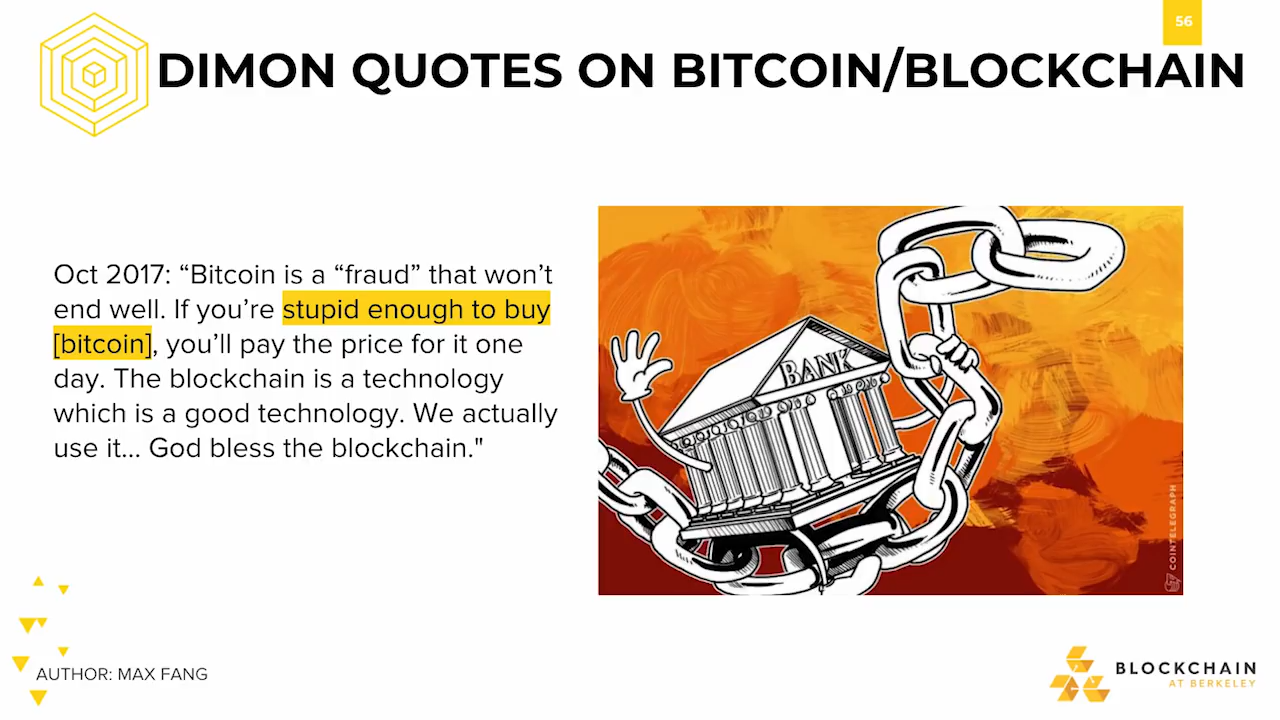 56
DIMON QUOTES ON BITCOIN/BLOCKCHAIN
Oct 2017: “Bitcoin is a “fraud” that won’t
end well. If you’re stupid enough to buy
[bitcoin], you’ll pay the price for it one
day. The blockchain is a technology
which is a good technology. We actually
use it... God bless the blockchain."
BANK
COINTELEGRAPH
AUTHOR: MAX FANG
BLOCKCHAIN
AT BERKELEY